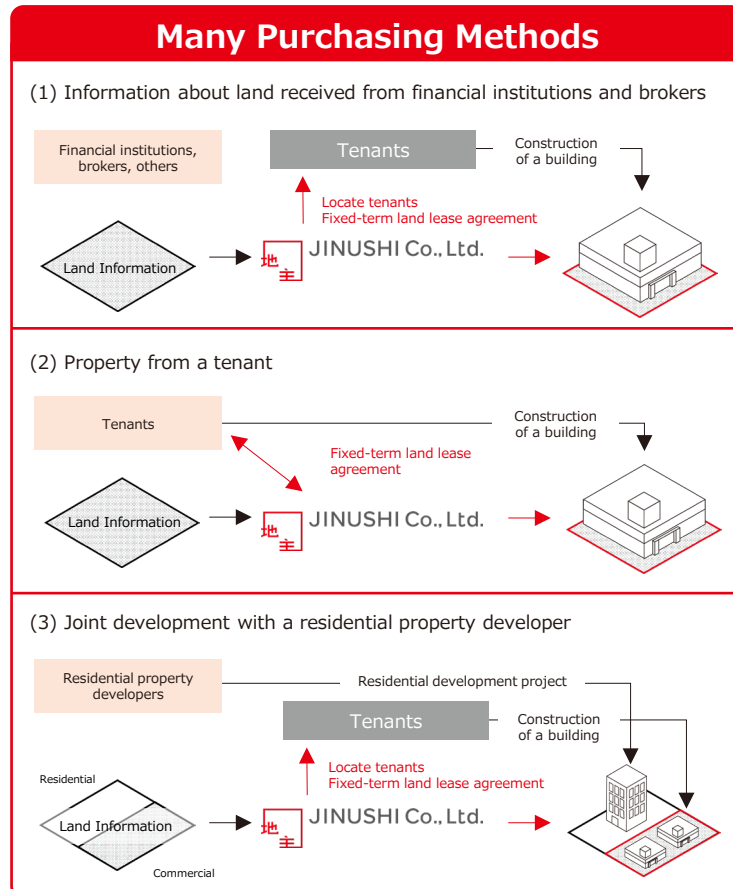 Many Purchasing Methods
(1) Information about land received from financial institutions and brokers
Financial institutions,
brokers, others
Tenants
Construction
of a building
Locate tenants
Fixed-term land lease agreement
Land Information
地主
JINUSHI Co., Ltd.
(2) Property from a tenant
Tenants
Construction
of a building
Fixed-term land lease
agreement
Land Information
地主
JINUSHI Co., Ltd.
(3) Joint development with a residential property developer
Residential property
developers
Residential development project
Tenants
Construction
of a building
Locate tenants
Fixed-term land lease agreement
Residential
Land Information
地主
JINUSHI Co., Ltd.
Commercial